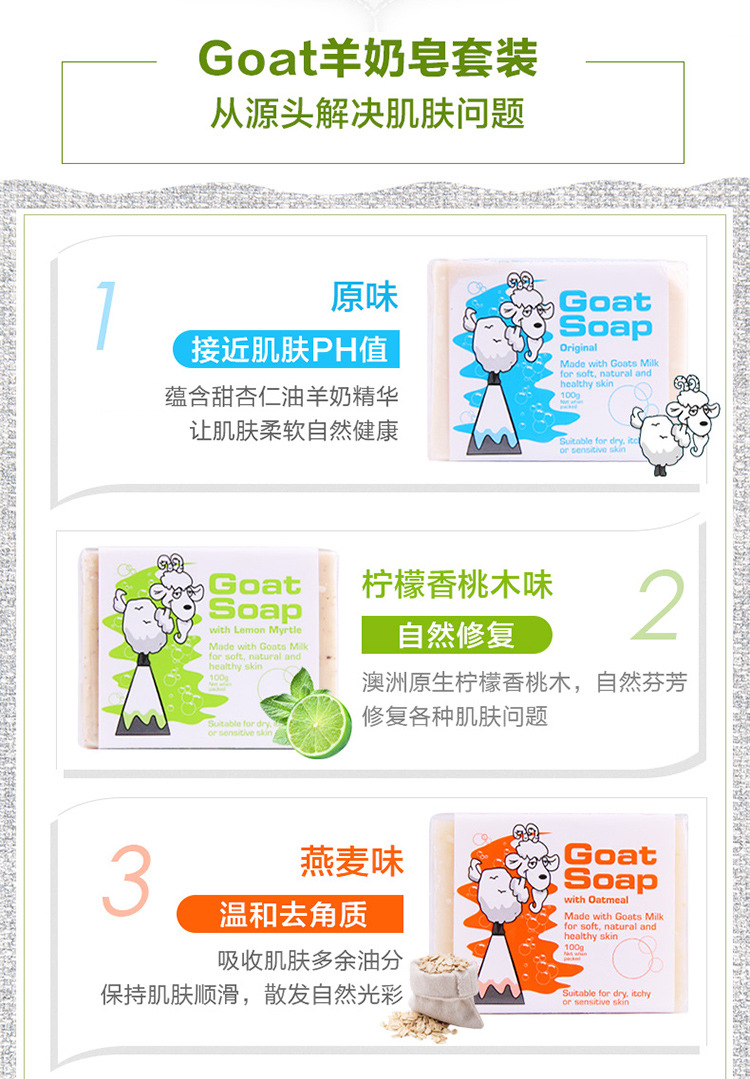 Goat羊奶皂套装
从源头解决肌肤问题
1
原味
接近肌肤PH值
蕴含甜杏仁油羊奶精华
让肌肤柔软自然健康
Goat
Soap
Original
Made with Goats Milk
for soft, natural and
healthy skin
100g
Net when
packed
Suitable for dry,
or sensitive skin
Goat
Soap
with Lemon Myrtle
Made with Goats Milk
for soft, natural and
healthy skin
100g
Net when
packed
Suitable for dry,
or sensitive skin
柠檬香桃木味
2
自然修复
澳洲原生柠檬香桃木，自然芬芳
修复各种肌肤问题
3
燕麦味
温和去角质
吸收肌肤多余油分
保持肌肤顺滑，散发自然光彩
Goat
Soap
with Oatmeal
Made with Goats Milk
for soft, natural and
healthy skin
100g
Net when
packed
Suitable for dry, itchy
or sensitive skin